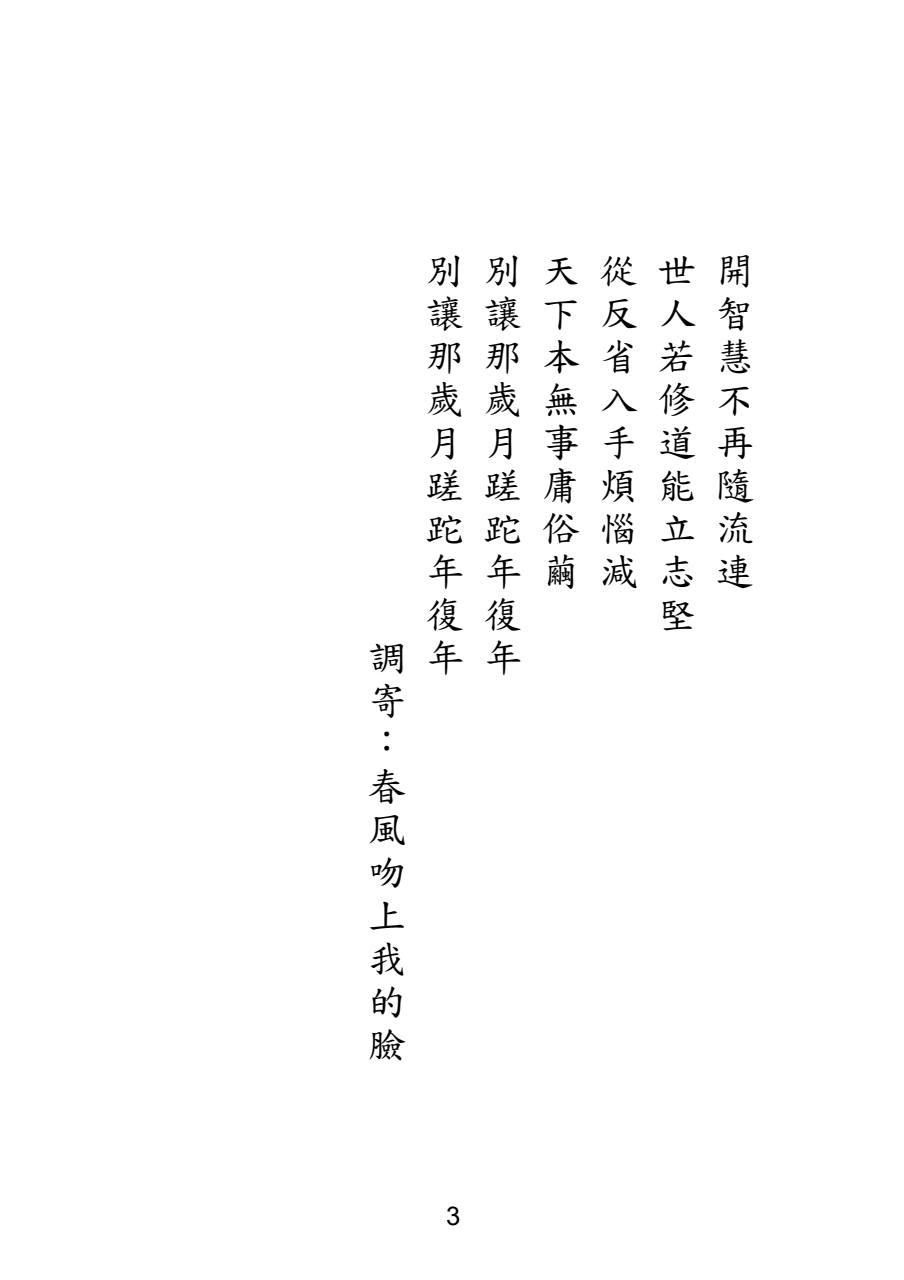 開智慧不再隨流連
世人若修道能立志堅
從反省入手煩惱減
天下本無事庸俗繭
別讓那歲月蹉跎年復年
別讓那歲月蹉跎年復年
調寄：春風吻上我的臉
3